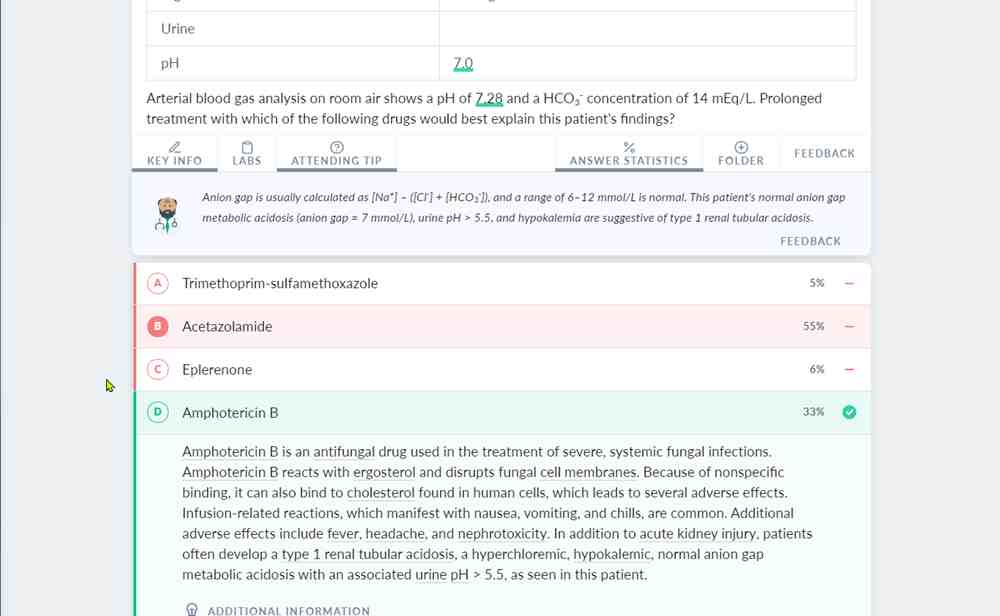 Urine
pH 7.0
Arterial blood gas analysis on room air shows a pH of 7.28 and a HCO₃⁻ concentration of 14 mEq/L. Prolonged
treatment with which of the following drugs would best explain this patient's findings?
KEY INFO LABS ATTENDING TIP ANSWER STATISTICS FOLDER FEEDBACK
Anion gap is usually calculated as [Na⁺] – ([Cl⁻] + [HCO₃⁻]), and a range of 6–12 mmol/L is normal. This patient's normal anion gap
metabolic acidosis (anion gap = 7 mmol/L), urine pH > 5.5, and hypokalemia are suggestive of type 1 renal tubular acidosis.
FEEDBACK
A Trimethoprim-sulfamethoxazole 5%
B Acetazolamide 55%
C Eplerenone 6%
D Amphotericin B 33%
Amphotericin B is an antifungal drug used in the treatment of severe, systemic fungal infections.
Amphotericin B reacts with ergosterol and disrupts fungal cell membranes. Because of nonspecific
binding, it can also bind to cholesterol found in human cells, which leads to several adverse effects.
Infusion-related reactions, which manifest with nausea, vomiting, and chills, are common. Additional
adverse effects include fever, headache, and nephrotoxicity. In addition to acute kidney injury, patients
often develop a type 1 renal tubular acidosis, a hyperchloremic, hypokalemic, normal anion gap
metabolic acidosis with an associated urine pH > 5.5, as seen in this patient.
ADDITIONAL INFORMATION